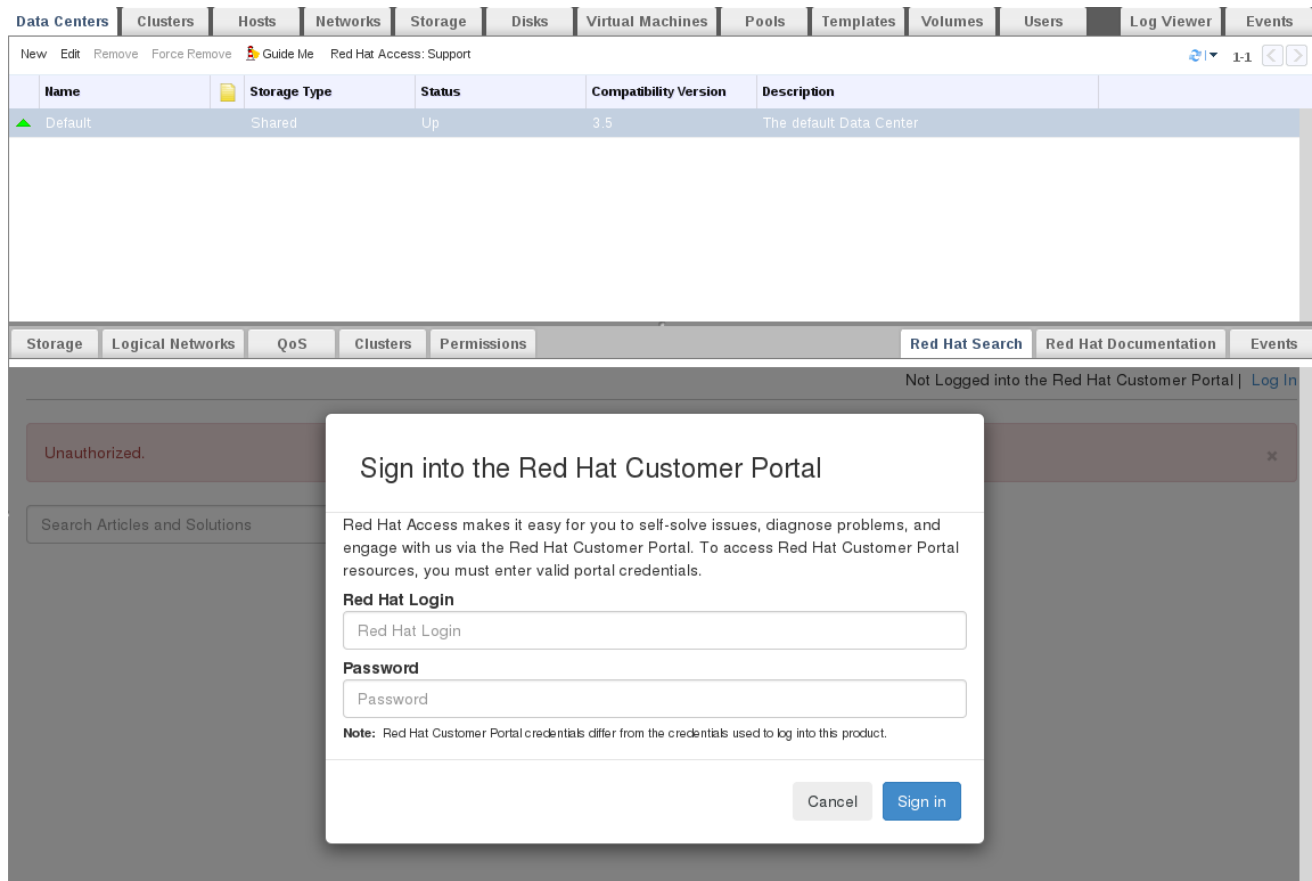 Data Centers Clusters Hosts Networks Storage Disks Virtual Machines Pools Templates Volumes Users Log Viewer Events
New Edit Remove Force Remove Guide Me Red Hat Access: Support 1-1
Name Storage Type Status Compatibility Version Description
Default Shared Up 3.5 The default Data Center
Storage Logical Networks QoS Clusters Permissions Red Hat Search Red Hat Documentation Events
Not Logged into the Red Hat Customer Portal | Log In
Unauthorized. ×
Search Articles and Solutions
Sign into the Red Hat Customer Portal
Red Hat Access makes it easy for you to self-solve issues, diagnose problems, and
engage with us via the Red Hat Customer Portal. To access Red Hat Customer Portal
resources, you must enter valid portal credentials.
Red Hat Login
Red Hat Login
Password
Password
Note: Red Hat Customer Portal credentials differ from the credentials used to log into this product.
Cancel Sign in